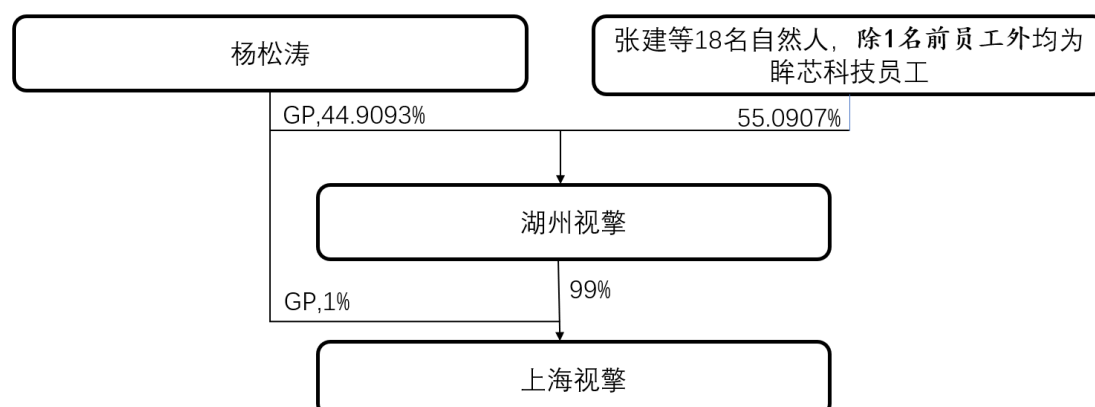 杨松涛
张建等18名自然人，除1名前员工外均为
眸芯科技员工
GP,44.9093%
55.0907%
湖州视擎
99%
GP,1%
上海视擎